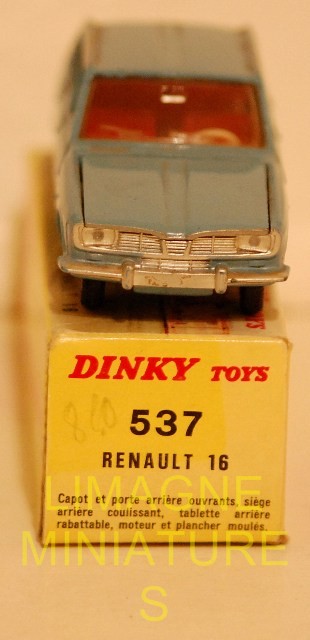 DINKY TOYS
840
537
RENAULT 16
Capot et porte arrière ouvrants, siège
arrière coulissant, tablette arrière
rabattable, moteur et plancher moulés.
LIMAGNE
MINIATURE
S